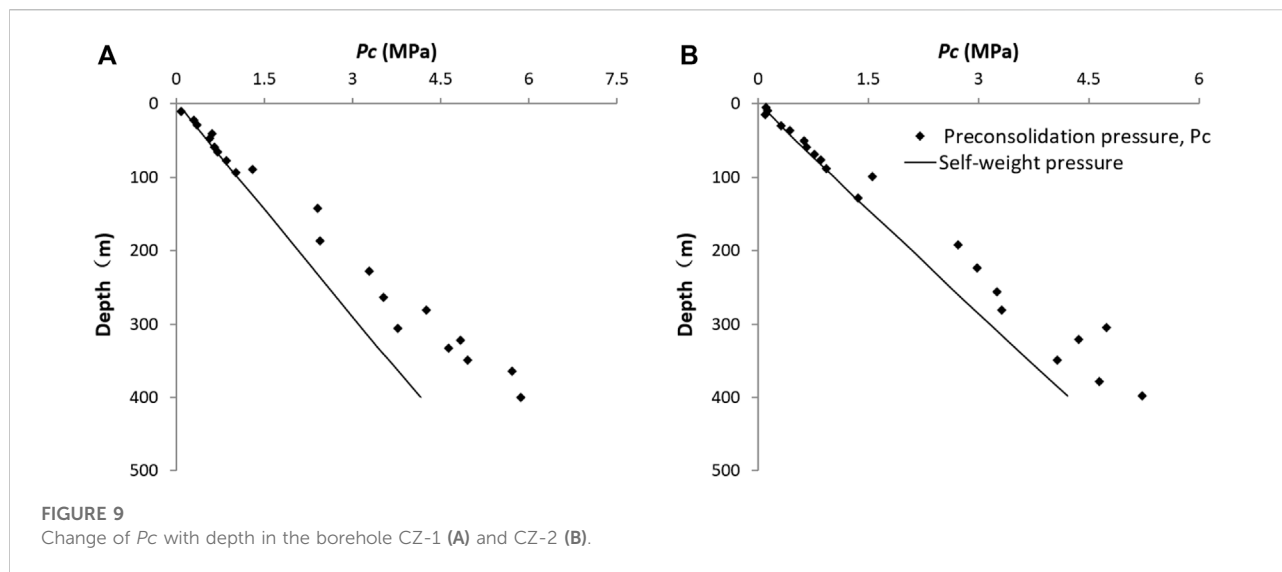 A
Pc (MPa)
0 1.5 3 4.5 6 7.5
0
100
200
300
400
500
Depth（m)
B
Pc (MPa)
0 1.5 3 4.5 6
0
100
200
300
400
500
Depth（m)
Preconsolidation pressure, Pc
Self-weight pressure
FIGURE 9
Change of Pc with depth in the borehole CZ-1 (A) and CZ-2 (B).